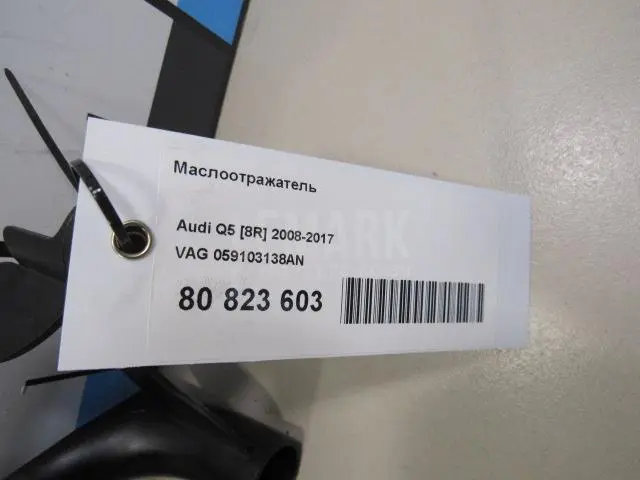 Маслоотражатель
Audi Q5 [8R] 2008-2017
VAG 059103138AN
80 823 603